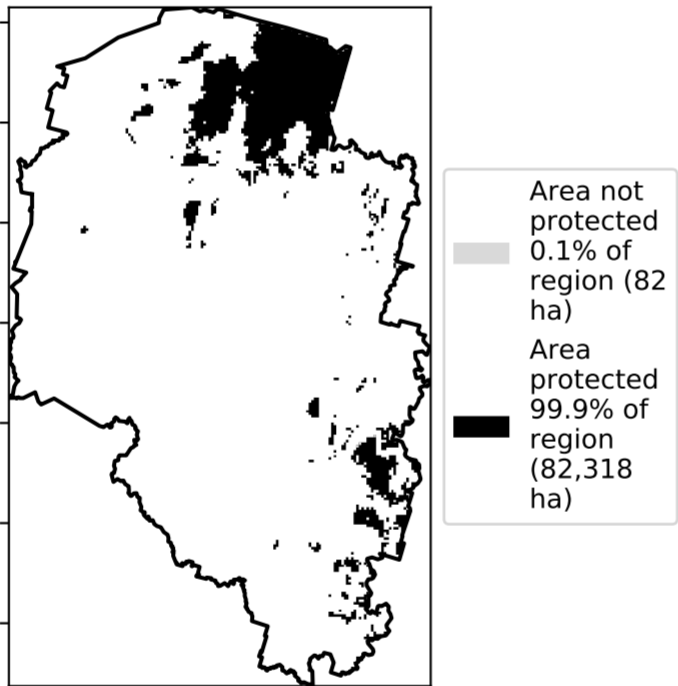 Area not
protected
0.1% of
region (82
ha)
Area
protected
99.9% of
region
(82,318
ha)